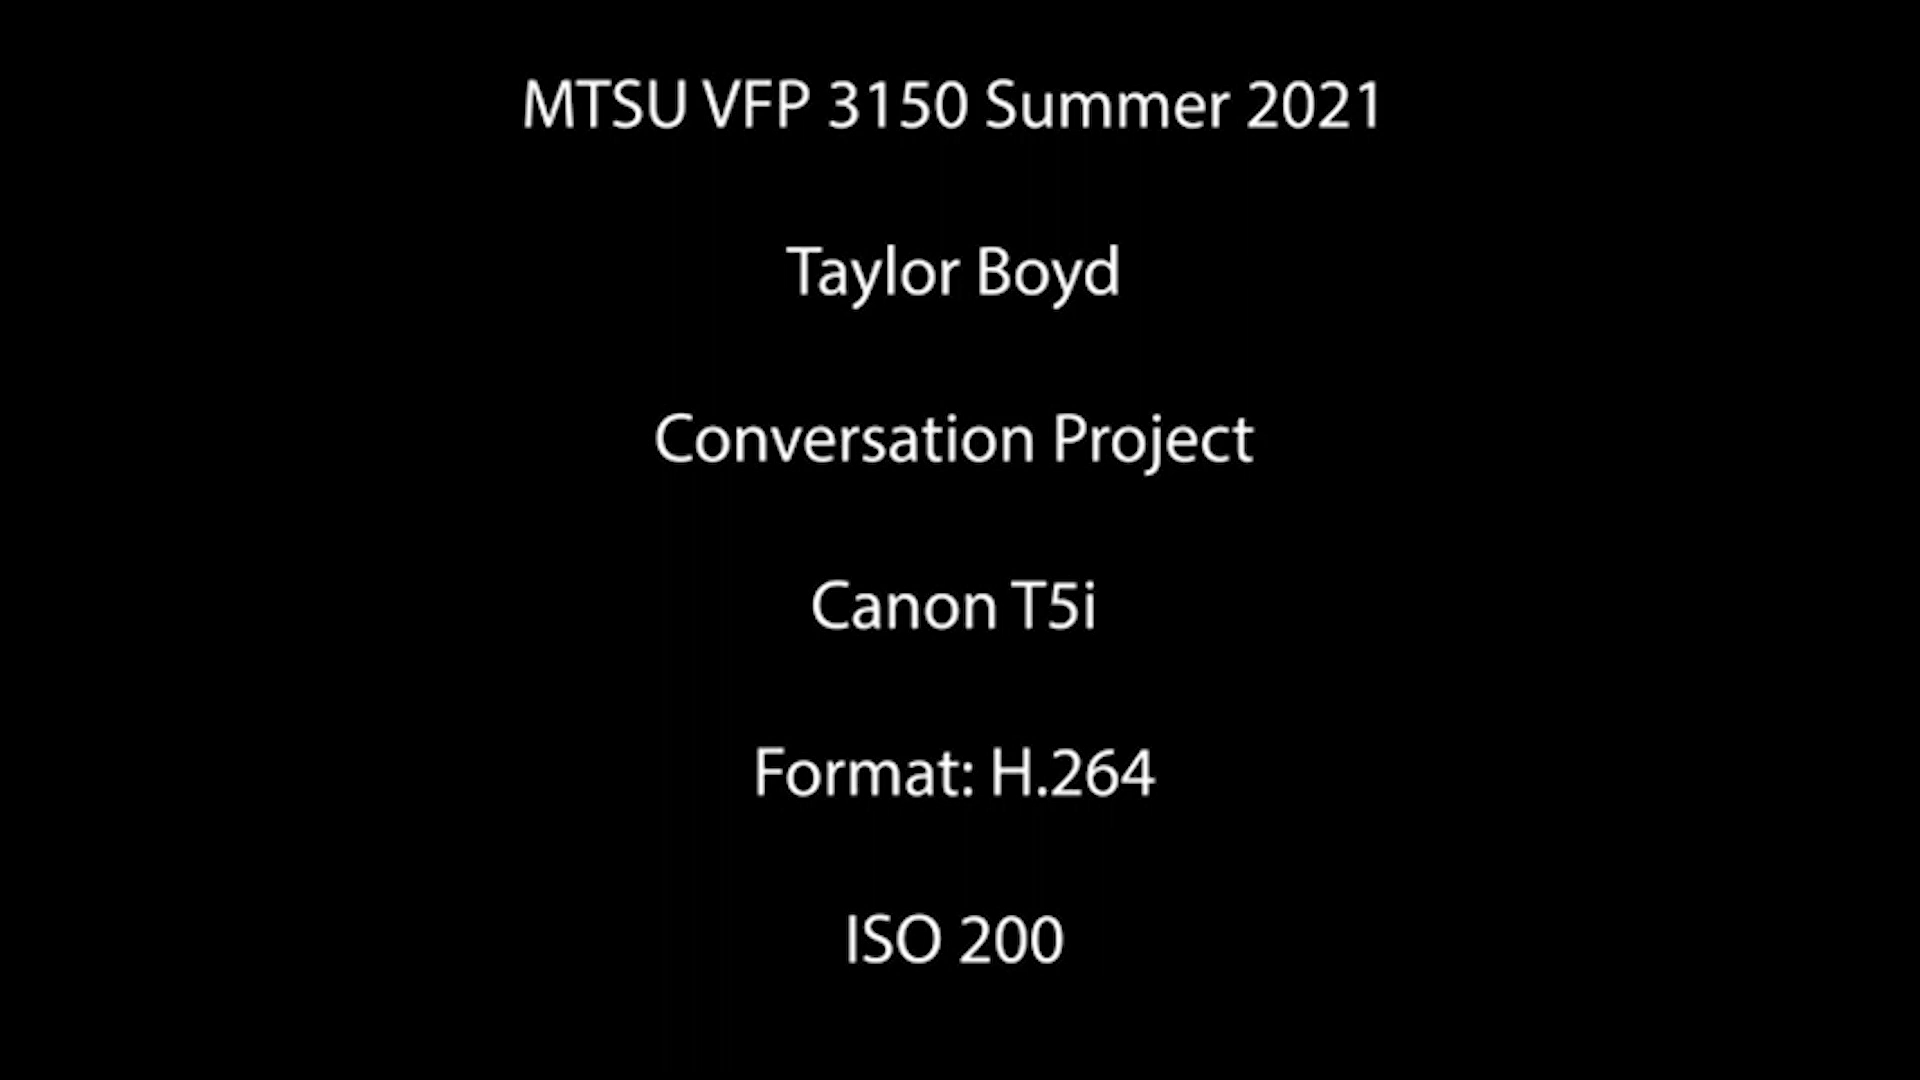 MTSU VFP 3150 Summer 2021
Taylor Boyd
Conversation Project
Canon T5i
Format: H.264
ISO 200